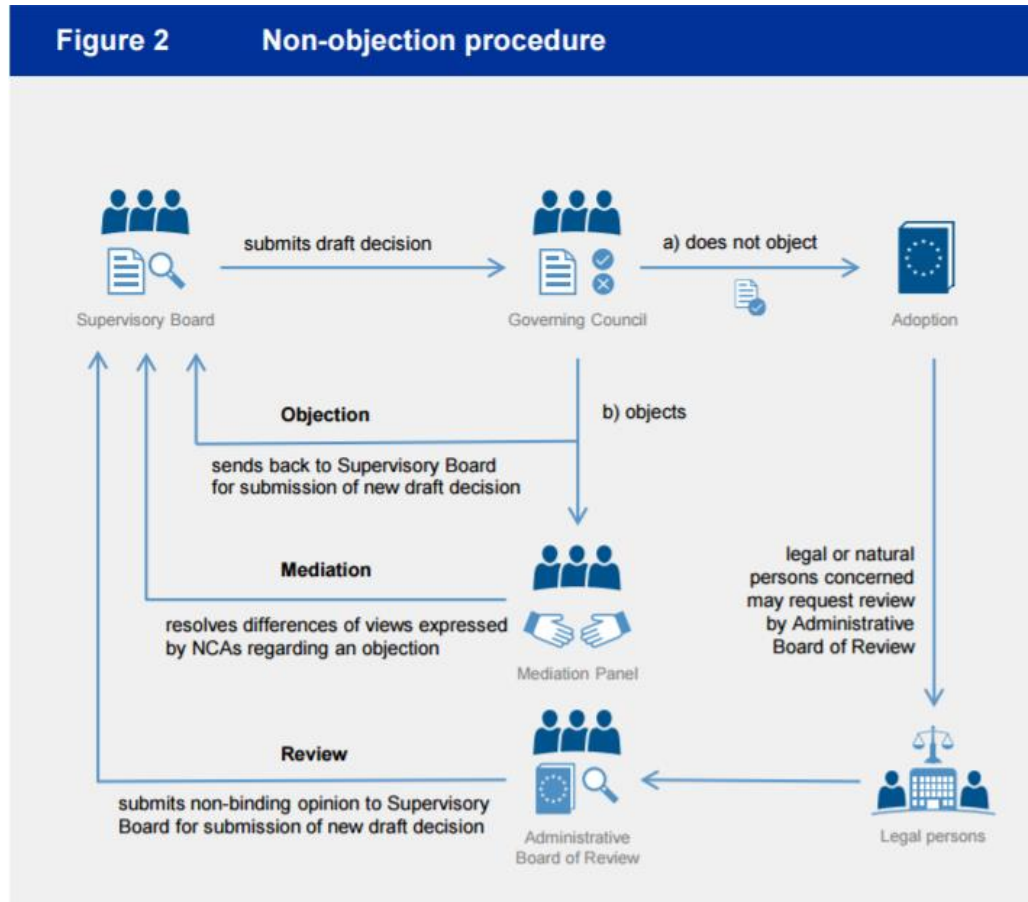 Figure 2 Non-objection procedure
submits draft decision
a) does not object
Supervisory Board
Governing Council
Adoption
Objection
b) objects
sends back to Supervisory Board
for submission of new draft decision
Mediation
resolves differences of views expressed
by NCAs regarding an objection
Mediation Panel
legal or natural
persons concerned
may request review
by Administrative
Board of Review
Review
submits non-binding opinion to Supervisory
Board for submission of new draft decision
Administrative
Board of Review
Legal persons